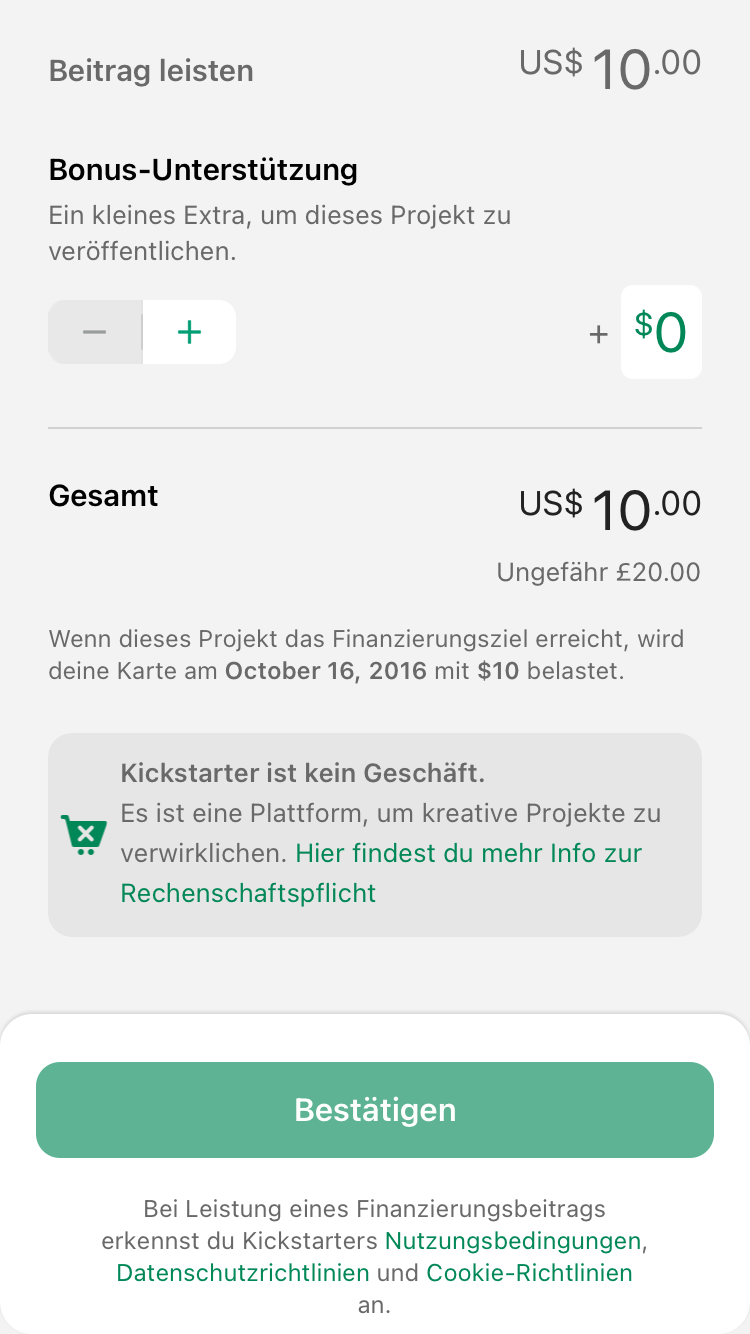 Beitrag leisten US$ 10.00
Bonus-Unterstützung
Ein kleines Extra, um dieses Projekt zu
veröffentlichen.
− + + $0
Gesamt US$ 10.00
Ungefähr £20.00
Wenn dieses Projekt das Finanzierungsziel erreicht, wird
deine Karte am October 16, 2016 mit $10 belastet.
Kickstarter ist kein Geschäft.
Es ist eine Plattform, um kreative Projekte zu
verwirklichen. Hier findest du mehr Info zur
Rechenschaftspflicht
Bestätigen
Bei Leistung eines Finanzierungsbeitrags
erkennst du Kickstarters Nutzungsbedingungen,
Datenschutzrichtlinien und Cookie-Richtlinien
an.